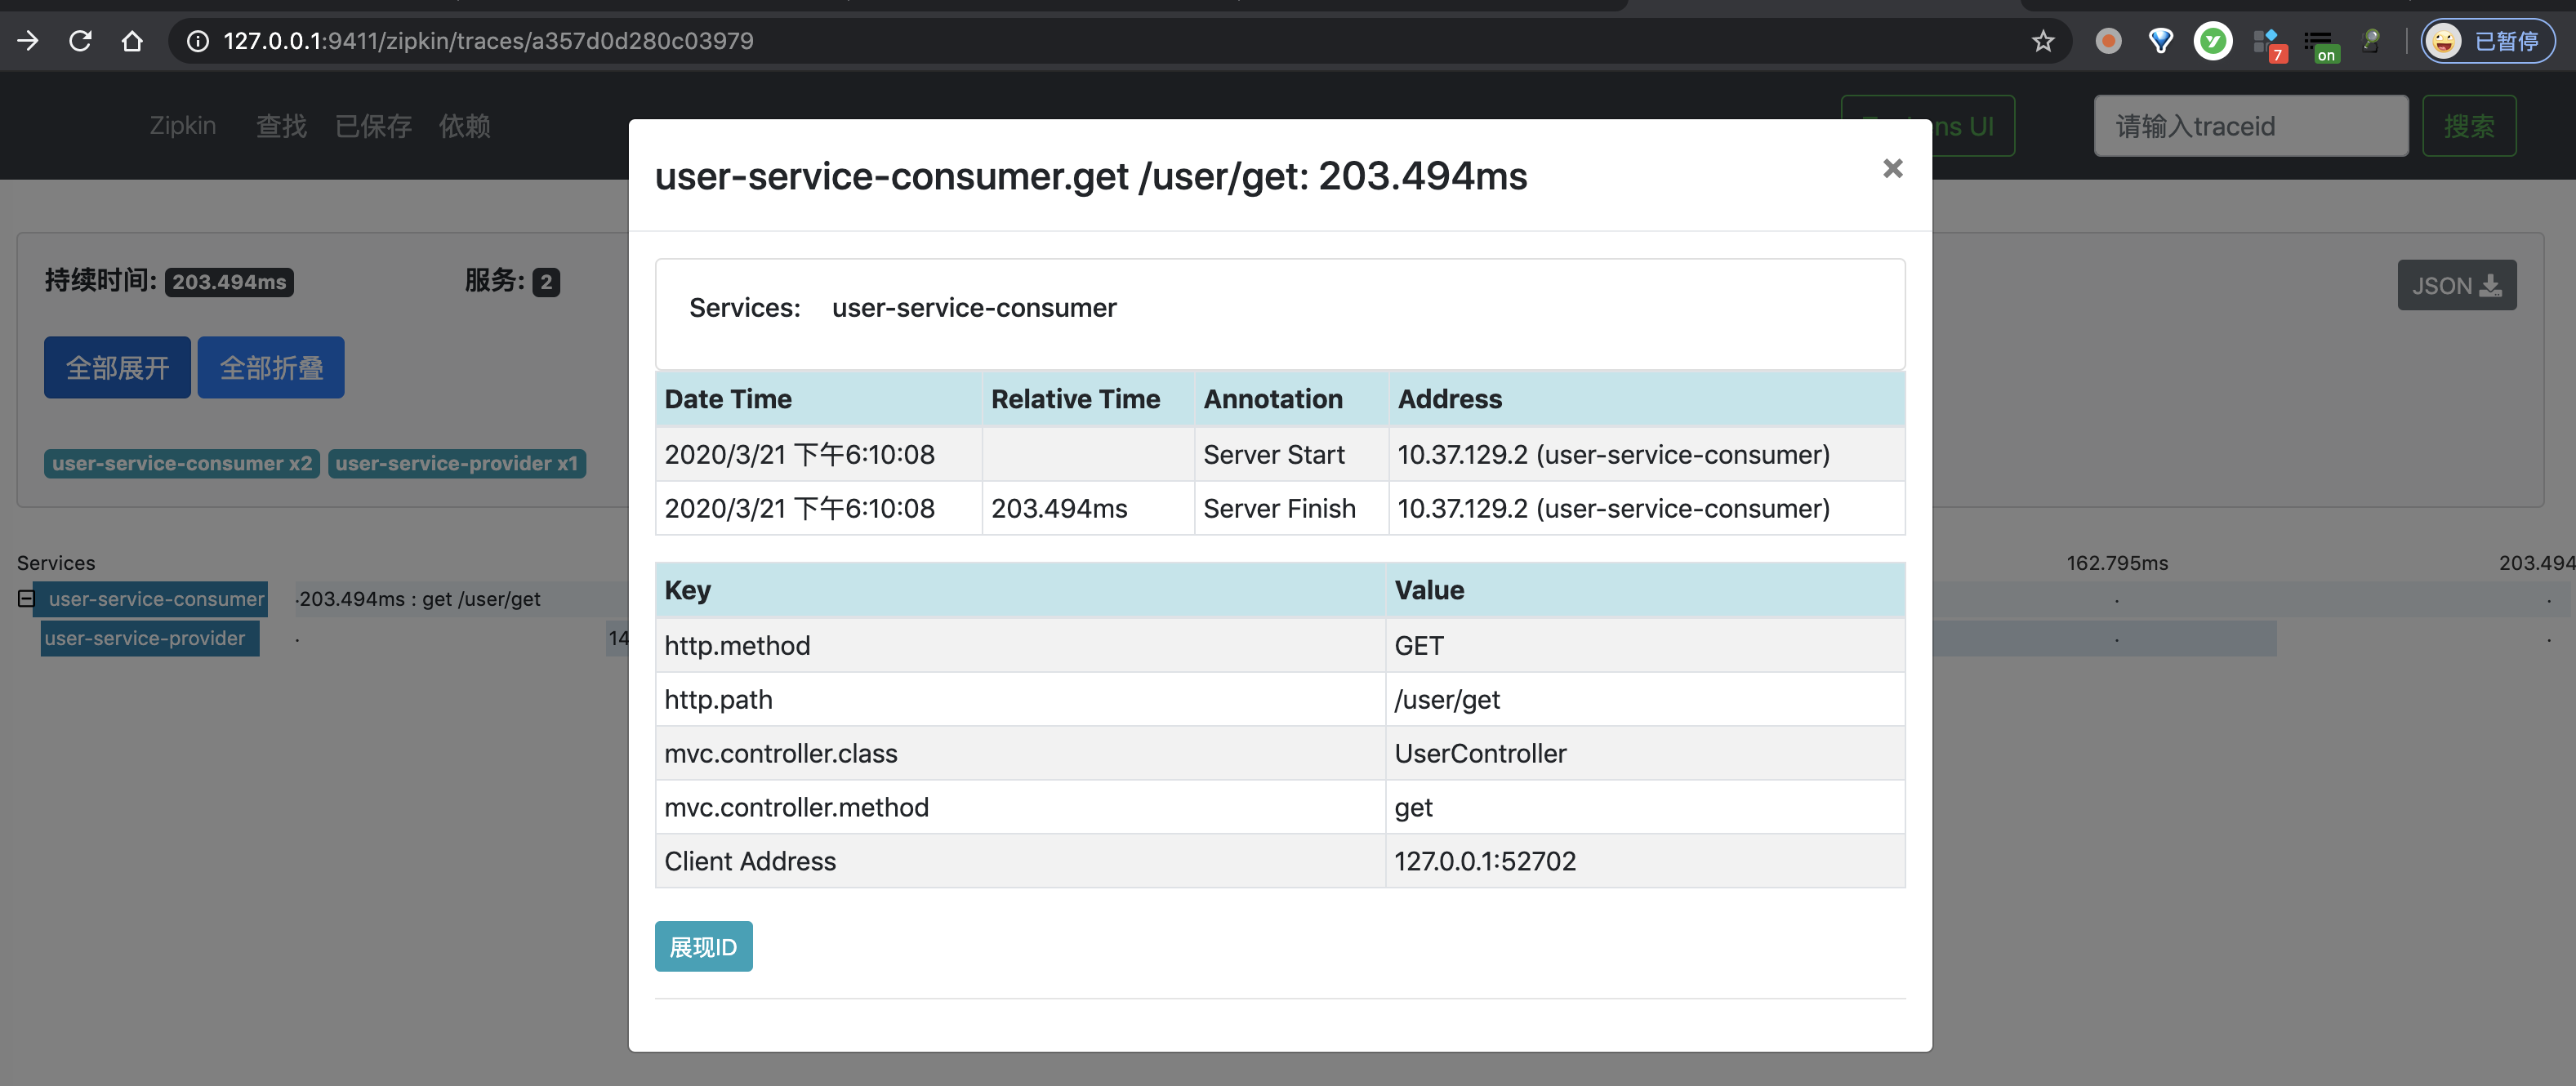 127.0.0.1:9411/zipkin/traces/a357d0d280c03979
7
on
已暂停
Zipkin 查找 已保存 依赖
ns UI
请输入traceid
搜索
user-service-consumer.get /user/get: 203.494ms
×
持续时间: 203.494ms 服务: 2
JSON
全部展开 全部折叠
user-service-consumer x2 user-service-provider x1
Services: user-service-consumer
Date Time Relative Time Annotation Address
2020/3/21 下午6:10:08 Server Start 10.37.129.2 (user-service-consumer)
2020/3/21 下午6:10:08 203.494ms Server Finish 10.37.129.2 (user-service-consumer)
Services 162.795ms 203.494
user-service-consumer ·203.494ms : get /user/get
user-service-provider 14
Key Value
http.method GET
http.path /user/get
mvc.controller.class UserController
mvc.controller.method get
Client Address 127.0.0.1:52702
展现ID